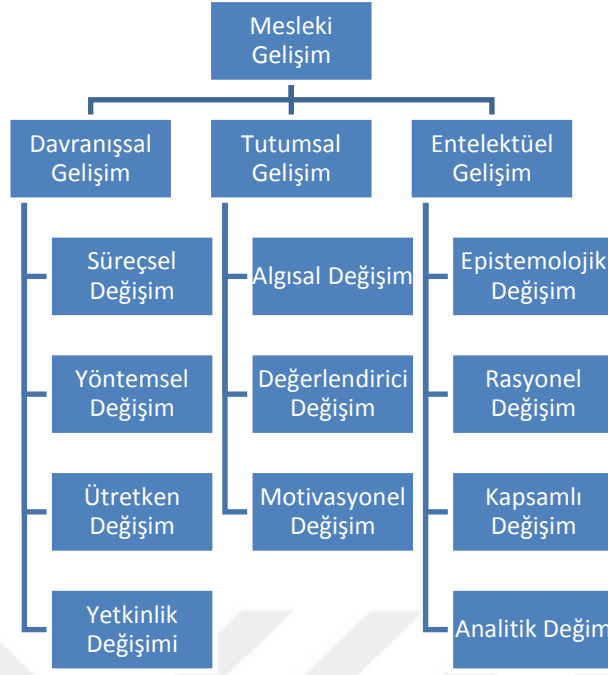 Mesleki
Gelişim
Davranışsal
Gelişim
Tutumsal
Gelişim
Entelektüel
Gelişim
Süreçsel
Değişim
Algısal Değişim
Epistemolojik
Değişim
Yöntemsel
Değişim
Değerlendirici
Değişim
Rasyonel
Değişim
Ütretken
Değişim
Motivasyonel
Değişim
Kapsamlı
Değişim
Yetkinlik
Değişimi
Analitik Değim